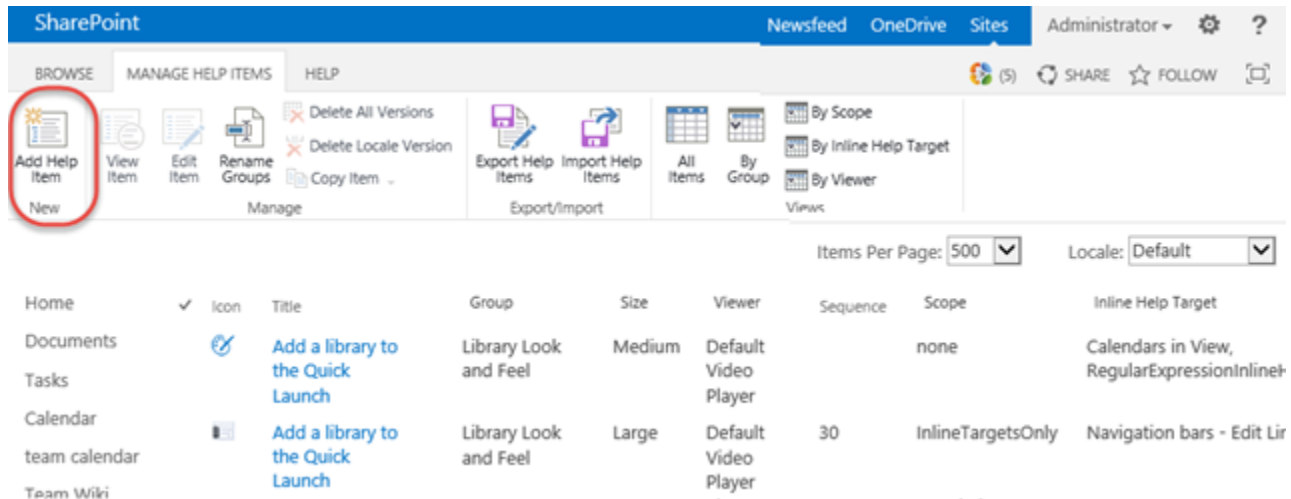 SharePoint Newsfeed OneDrive Sites Administrator ?
BROWSE MANAGE HELP ITEMS HELP (5) SHARE FOLLOW
Add Help Item
View Item
Edit Item
Rename Groups
Delete All Versions
Delete Locale Version
Copy Item
Export Help Items
Import Help Items
All Items
By Group
By Scope
By Inline Help Target
By Viewer
New Manage Export/Import Views
Items Per Page: 500 Locale: Default
Home
Documents
Tasks
Calendar
team calendar
Team Wiki
Icon Title Group Size Viewer Sequence Scope Inline Help Target
Add a library to Library Look Medium Default none Calendars in View,
the Quick and Feel Video RegularExpressionInlineH
Launch Player
Add a library to Library Look Large Default 30 InlineTargetsOnly Navigation bars - Edit Lin
the Quick and Feel Video
Launch Player